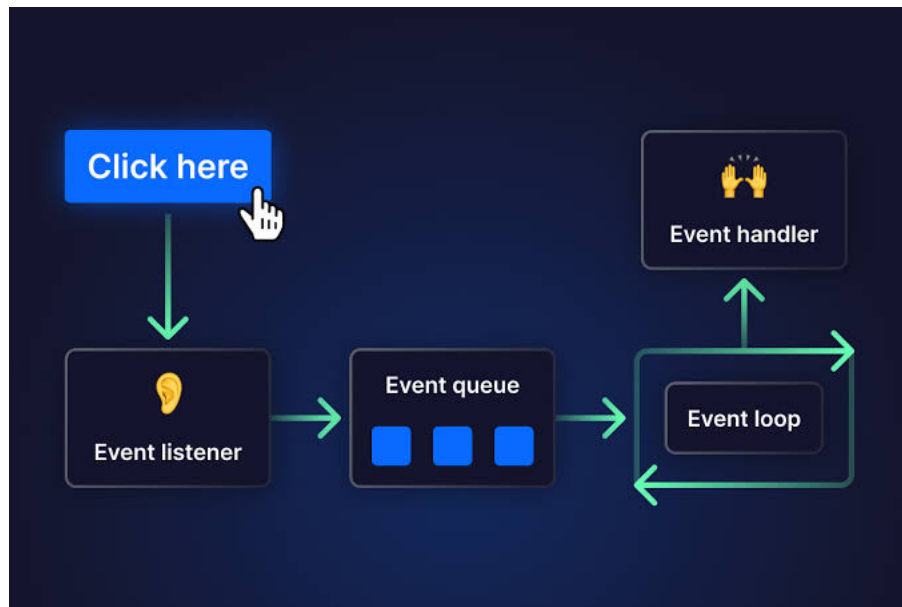 Click here
Event listener
Event queue
Event loop
Event handler